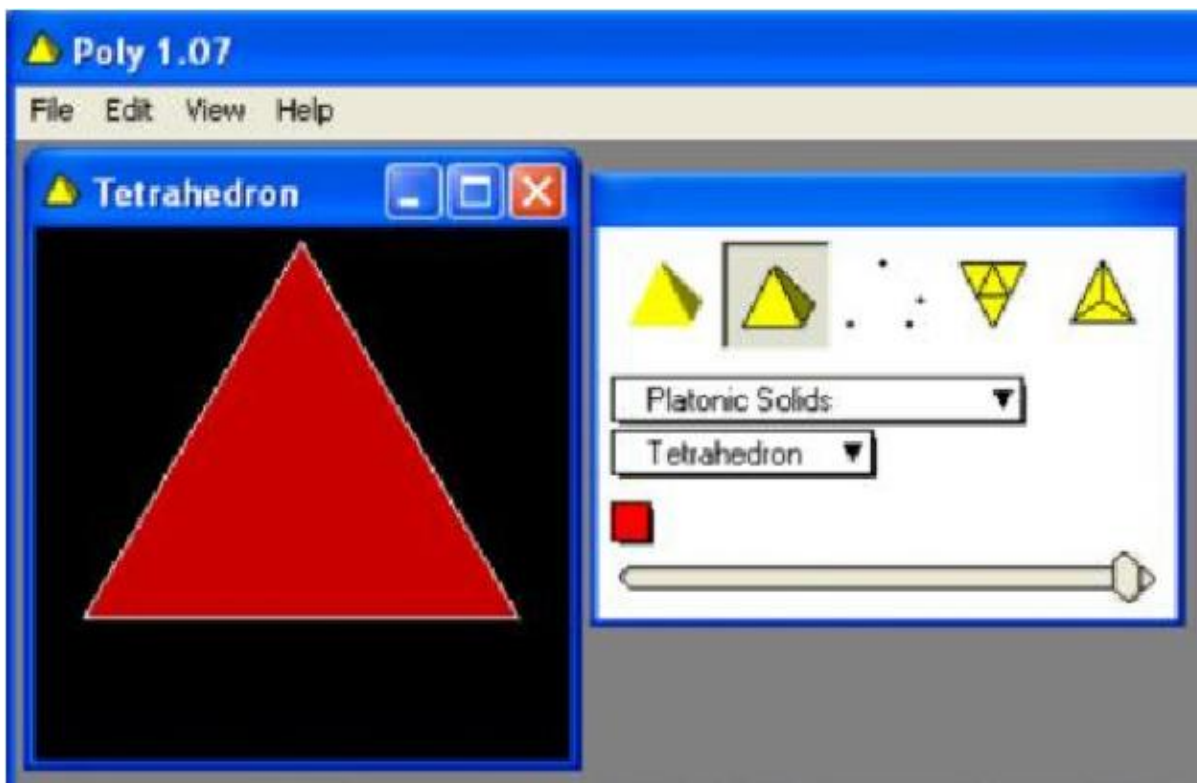 Poly 1.07
File Edit View Help
Tetrahedron
Platonic Solids
Tetrahedron